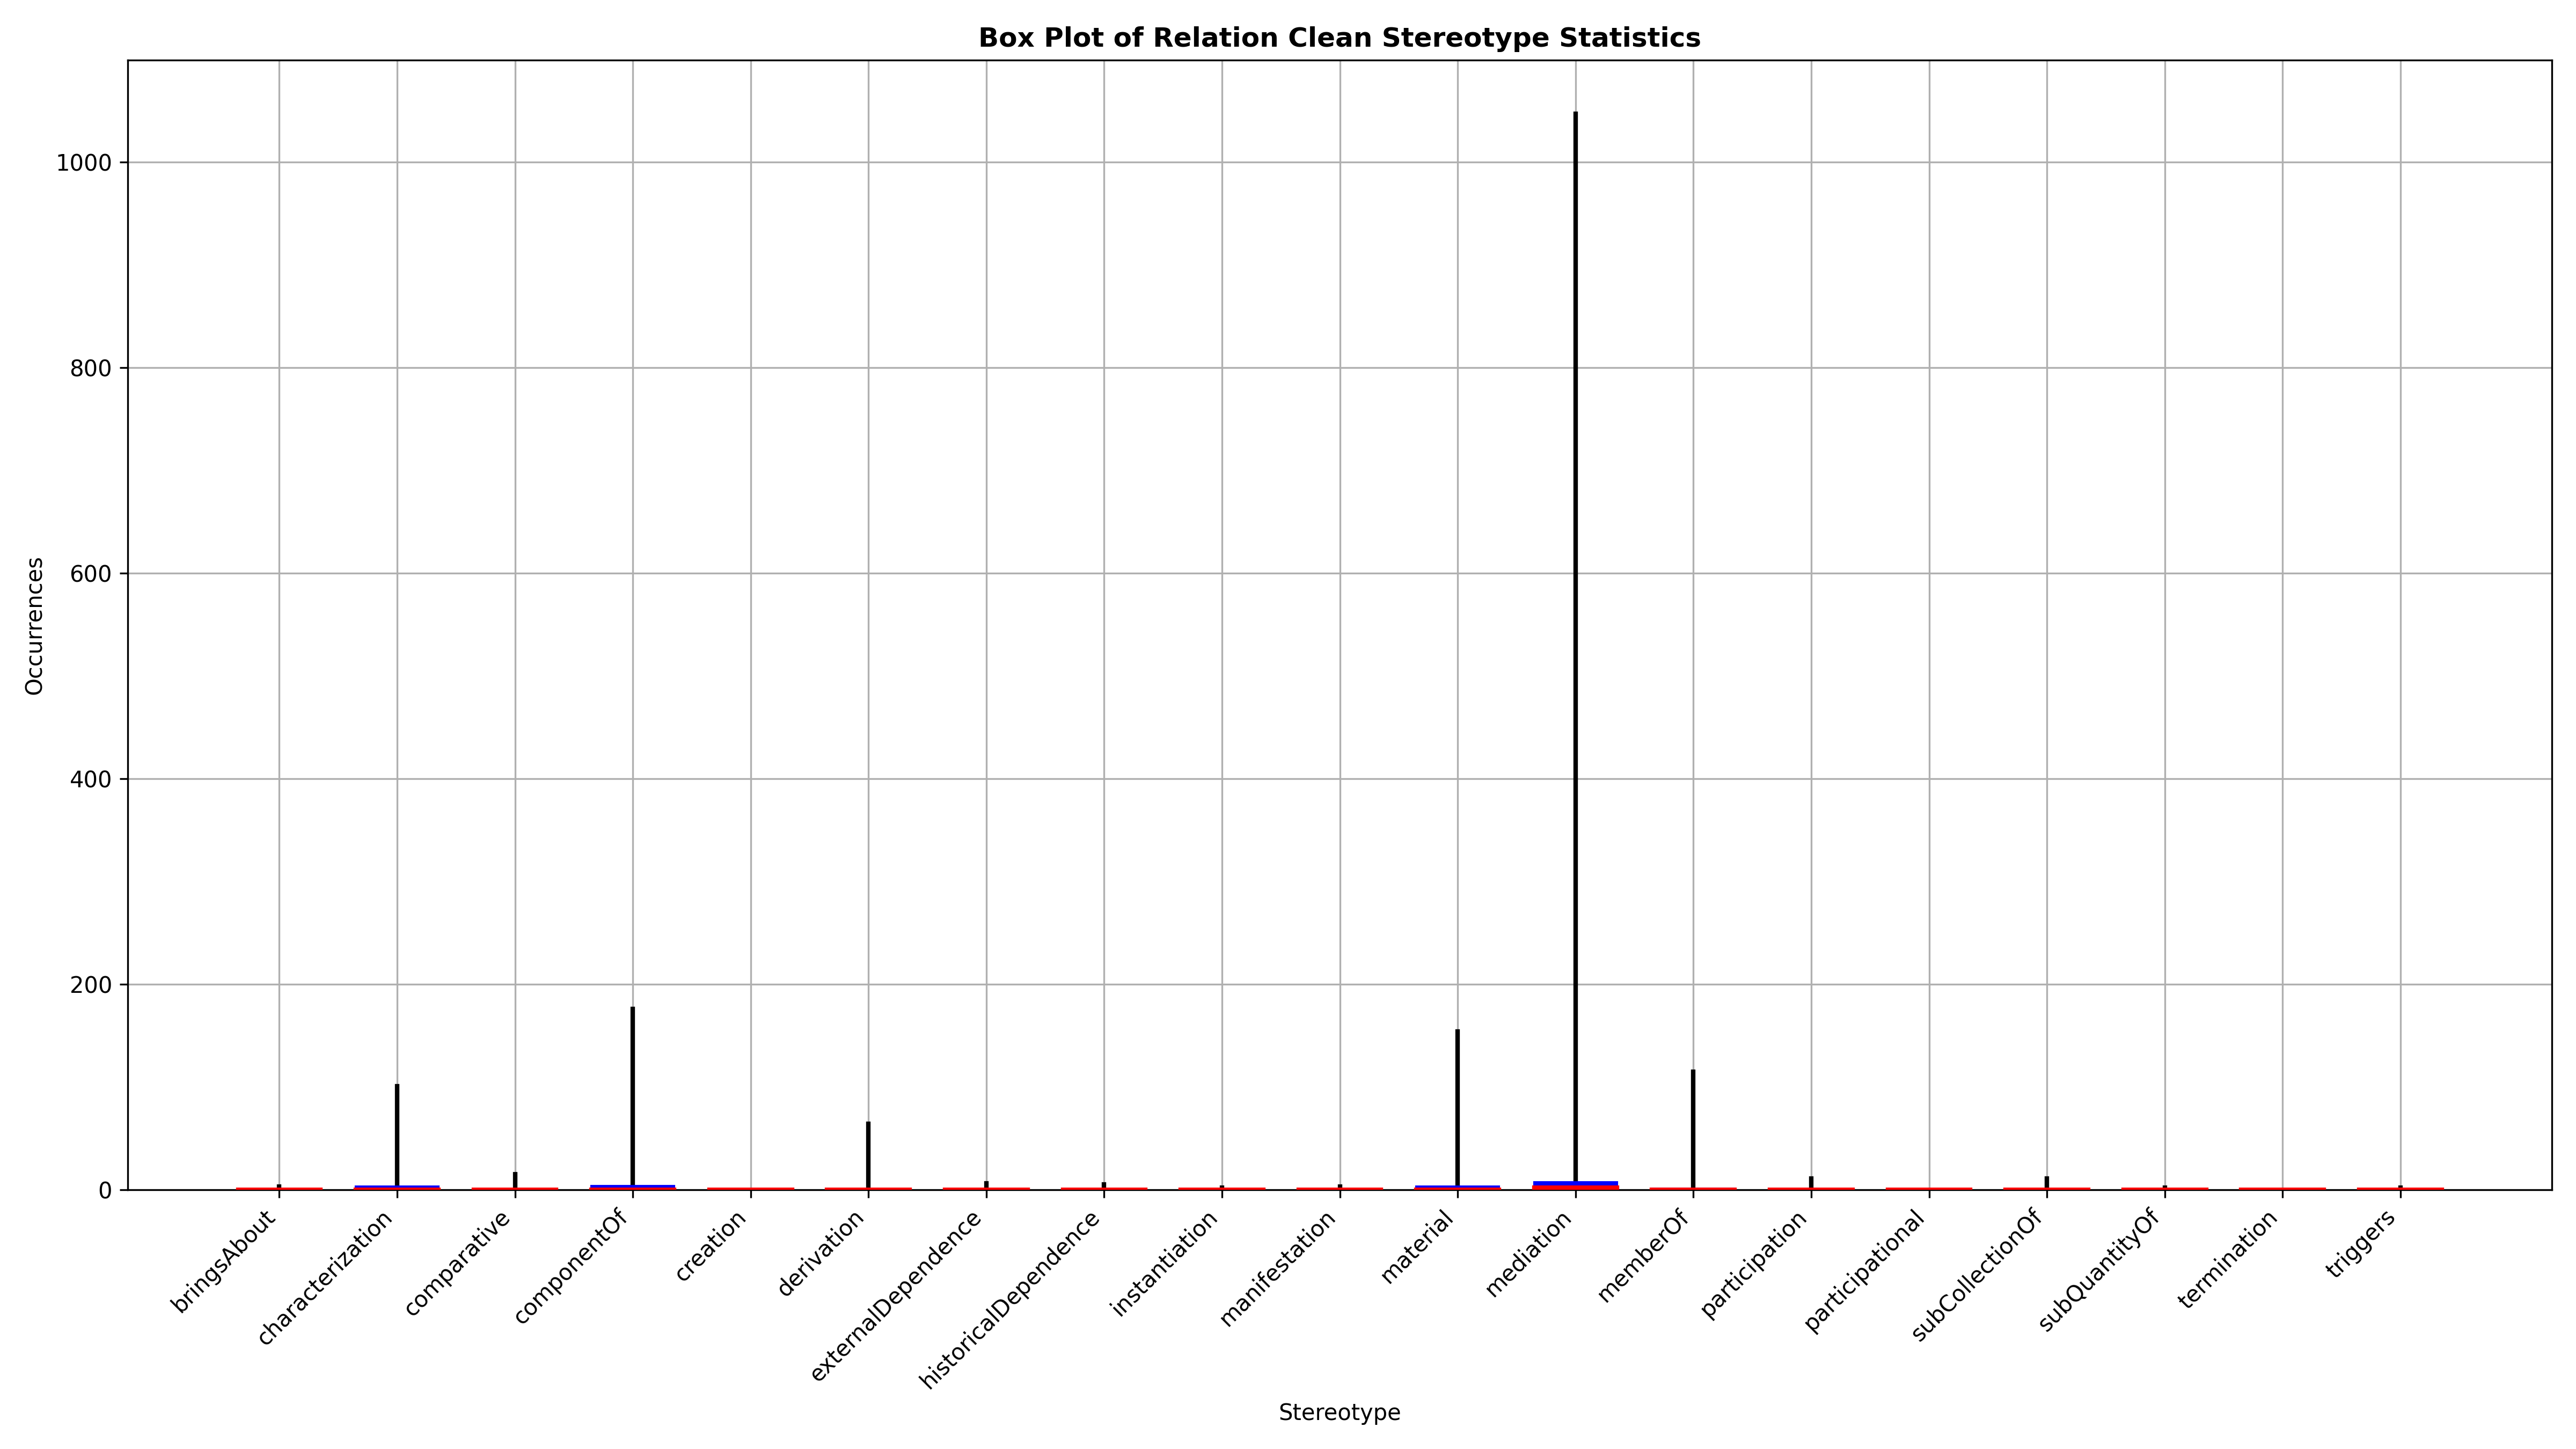 Box Plot of Relation Clean Stereotype Statistics
Occurrences
1000
800
600
400
200
0
bringsAbout
characterization
comparative
componentOf
creation
derivation
externalDependence
historicalDependence
instantiation
manifestation
material
mediation
memberOf
participation
participational
subCollectionOf
subQuantityOf
termination
triggers
Stereotype